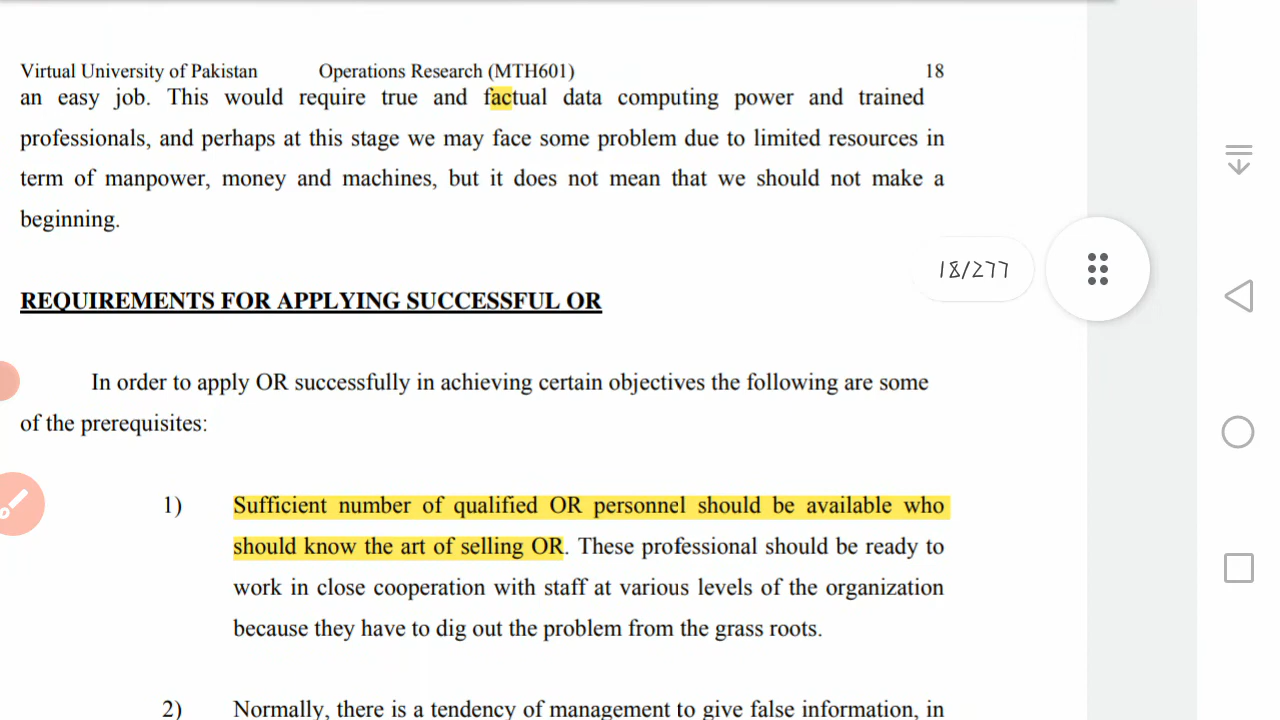 Virtual University of Pakistan Operations Research (MTH601) 18
an easy job. This would require true and factual data computing power and trained
professionals, and perhaps at this stage we may face some problem due to limited resources in
term of manpower, money and machines, but it does not mean that we should not make a
beginning.
18/277
REQUIREMENTS FOR APPLYING SUCCESSFUL OR
In order to apply OR successfully in achieving certain objectives the following are some
of the prerequisites:
1) Sufficient number of qualified OR personnel should be available who
should know the art of selling OR. These professional should be ready to
work in close cooperation with staff at various levels of the organization
because they have to dig out the problem from the grass roots.
2) Normally, there is a tendency of management to give false information, in